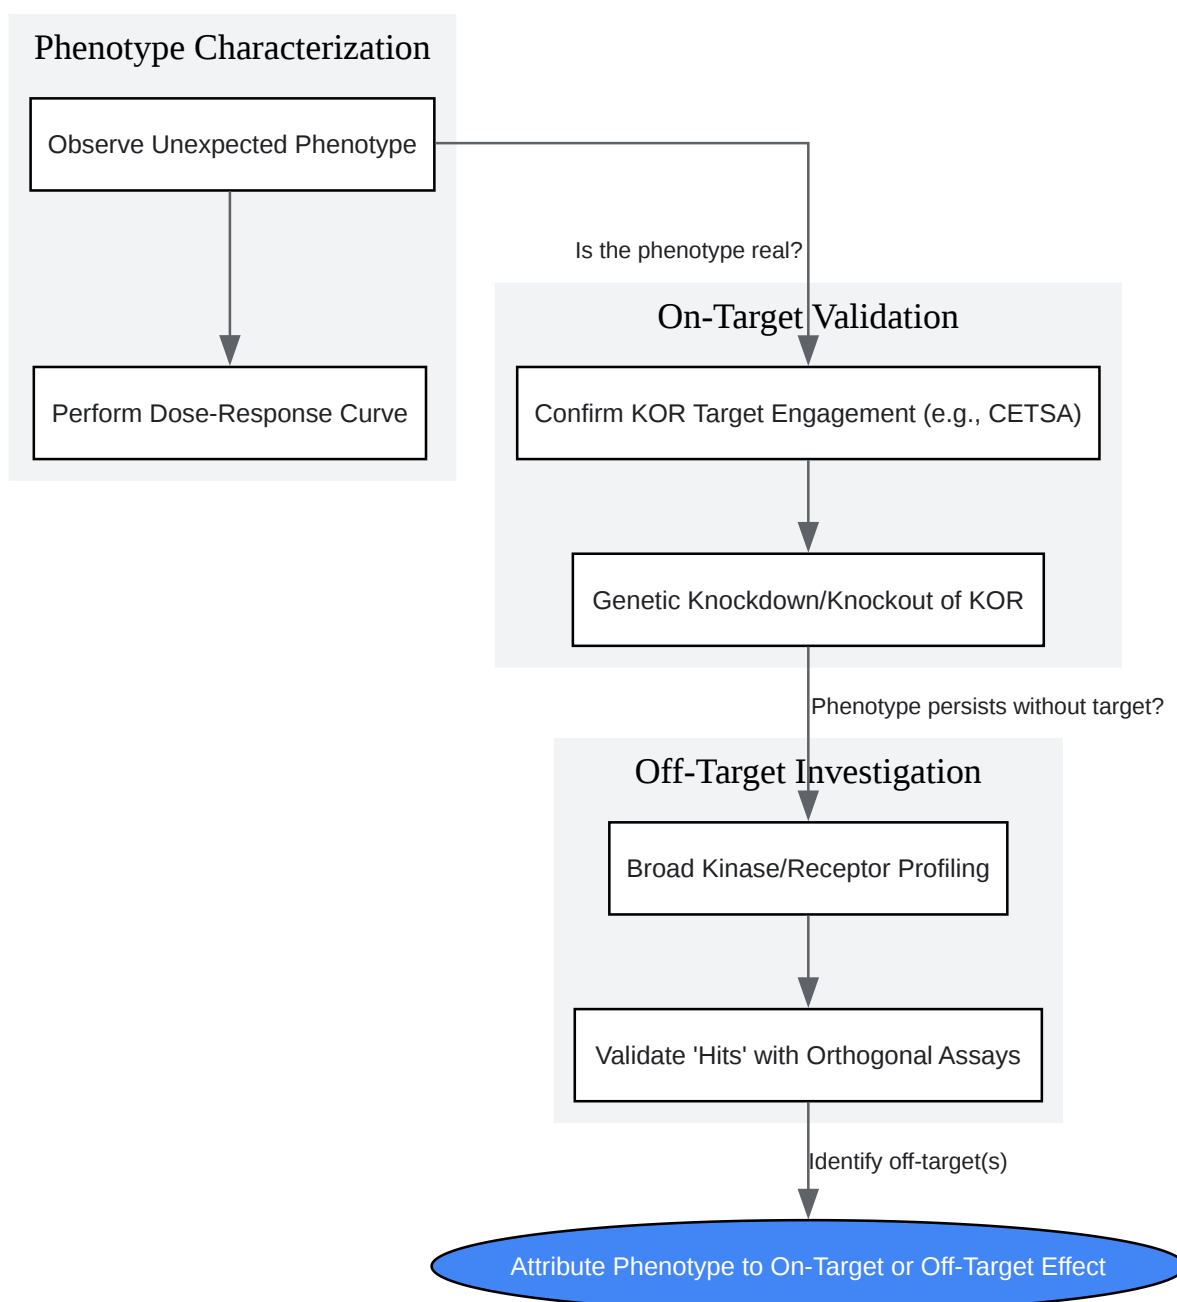 Phenotype Characterization
Observe Unexpected Phenotype
Perform Dose-Response Curve
Is the phenotype real?
On-Target Validation
Confirm KOR Target Engagement (e.g., CETSA)
Genetic Knockdown/Knockout of KOR
Phenotype persists without target?
Off-Target Investigation
Broad Kinase/Receptor Profiling
Validate 'Hits' with Orthogonal Assays
Identify off-target(s)
Attribute Phenotype to On-Target or Off-Target Effect